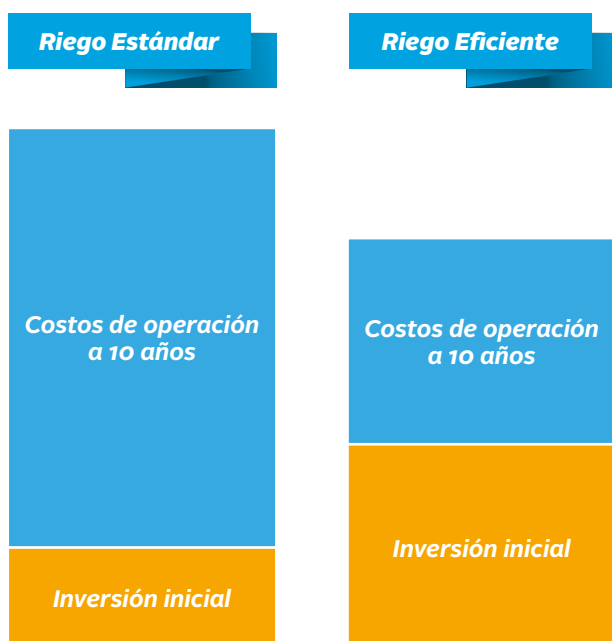 Riego Estándar
Riego Eficiente
Costos de operación
a 10 años
Inversión inicial
Costos de operación
a 10 años
Inversión inicial